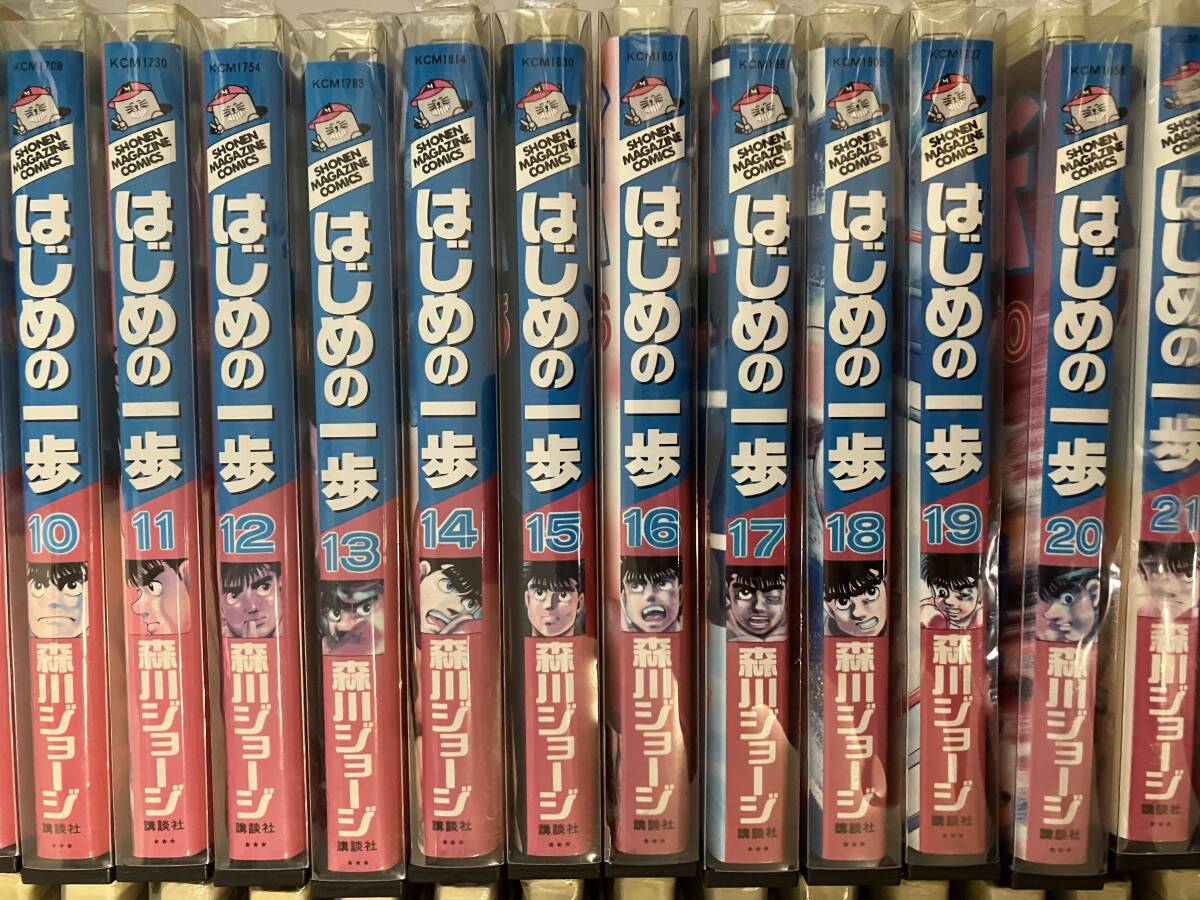 KCM1708
SHONEN
MAGAZINE
COMICS
はじめの一歩
10
森川ジョージ
講談社
KCM1730
SHONEN
MAGAZINE
COMICS
はじめの一歩
11
森川ジョージ
講談社
KCM1754
SHONEN
MAGAZINE
COMICS
はじめの一歩
12
森川ジョージ
講談社
KCM1783
SHONEN
MAGAZINE
COMICS
はじめの一歩
13
森川ジョージ
講談社
KCM1814
SHONEN
MAGAZINE
COMICS
はじめの一歩
14
森川ジョージ
講談社
KCM1830
SHONEN
MAGAZINE
COMICS
はじめの一歩
15
森川ジョージ
講談社
KCM1851
SHONEN
MAGAZINE
COMICS
はじめの一歩
16
森川ジョージ
講談社
KCM1881
SHONEN
MAGAZINE
COMICS
はじめの一歩
17
森川ジョージ
講談社
KCM1909
SHONEN
MAGAZINE
COMICS
はじめの一歩
18
森川ジョージ
講談社
SHONEN
MAGAZINE
COMICS
はじめの一歩
19
森川ジョージ
講談社
SHONEN
MAGAZINE
COMICS
はじめの一歩
20
森川ジョージ
講談社
SHONEN
MAGAZINE
COMICS
はじめの一歩
21
森川ジョージ
講談社